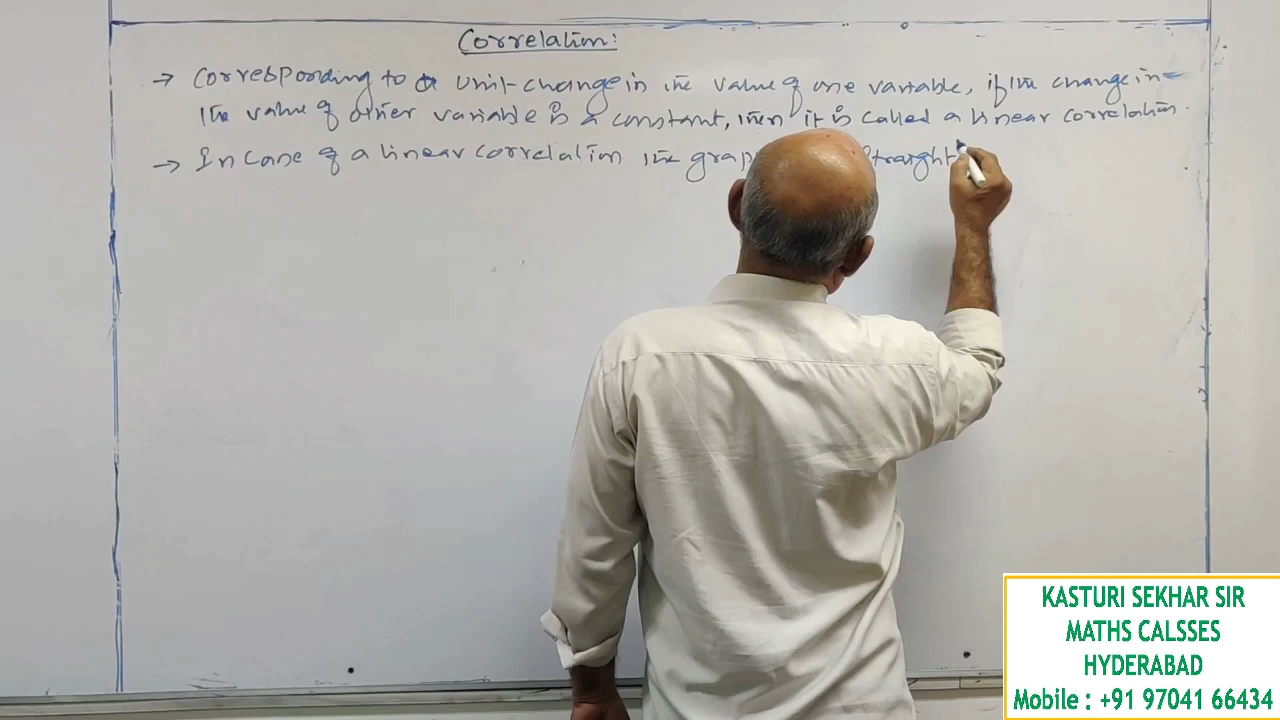 Correlation:
→ Corresponding to a unit change in the value of one variable, if the change in
the value of other variable is a constant, then it is called a linear correlation.
→ In case of a linear correlation the grap straight
KASTURI SEKHAR SIR
MATHS CALSSES
HYDERABAD
Mobile : +91 97041 66434